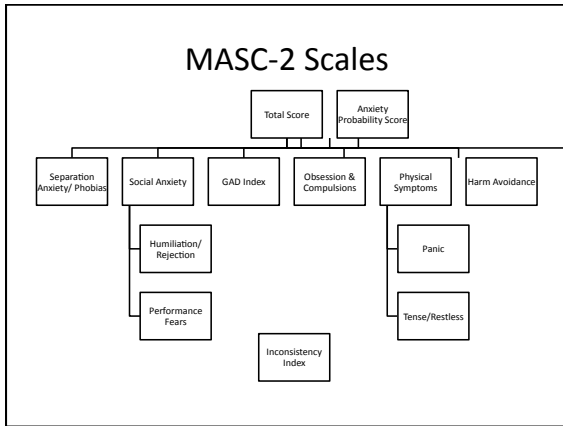 MASC-2 Scales
Total Score
Anxiety
Probability Score
Separation
Anxiety/ Phobias
Social Anxiety
GAD Index
Obsession &
Compulsions
Physical
Symptoms
Harm Avoidance
Humiliation/
Rejection
Panic
Performance
Fears
Tense/Restless
Inconsistency
Index